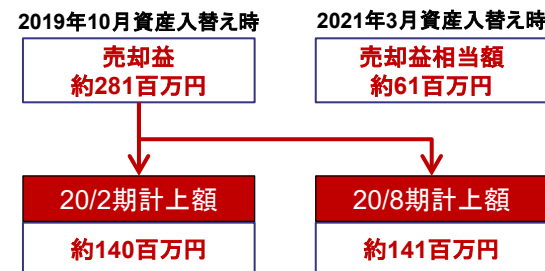 2019年10月資産入替え時
売却益
約281百万円
2021年3月資産入替え時
売却益相当額
約61百万円
20/2期計上額
約140百万円
20/8期計上額
約141百万円